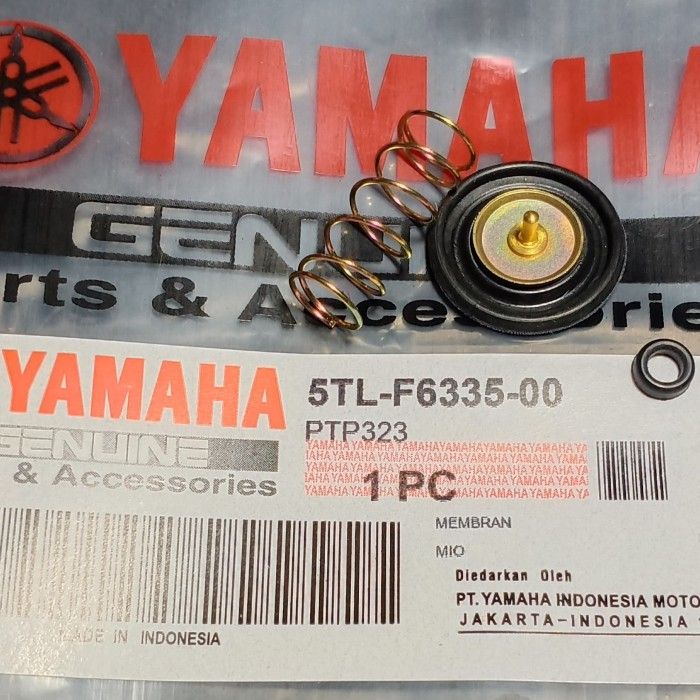 YAMAHA
GENUINE
rts & Accessories
YAMAHA
GENUINE
& Accessories
5TL-F6335-00
PTP323
YAMAHAYAMAHAYAMAHAYAMAHAYAMAHAYAMAHAYA
1 PC
MEMBRAN
MIO
Diedarkan Oleh
PT.YAMAHA INDONESIA MOTO
JAKARTA-INDONESIA
MADE IN INDONESIA